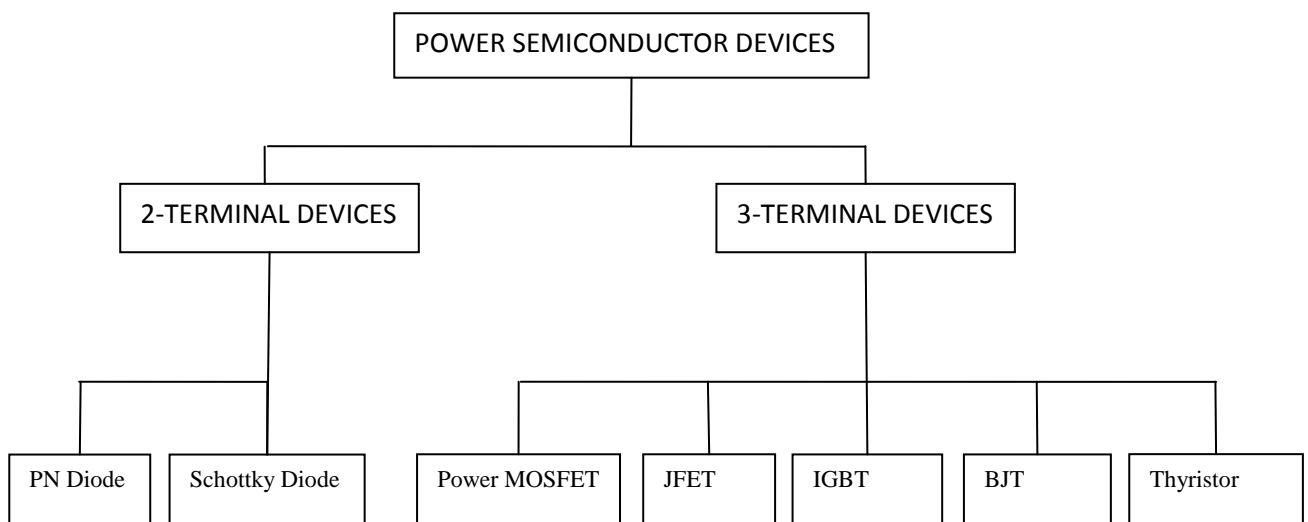 POWER SEMICONDUCTOR DEVICES
2-TERMINAL DEVICES
3-TERMINAL DEVICES
PN Diode
Schottky Diode
Power MOSFET
JFET
IGBT
BJT
Thyristor